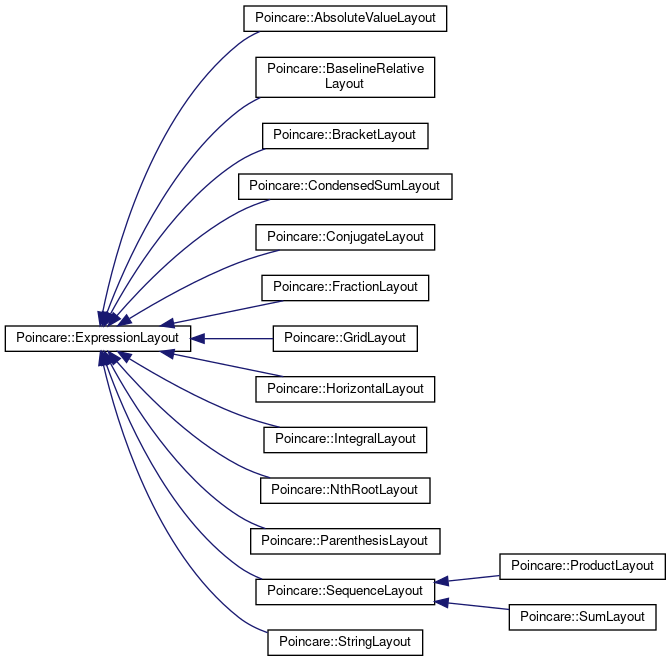 Poincare::AbsoluteValueLayout
Poincare::BaselineRelative
Layout
Poincare::BracketLayout
Poincare::CondensedSumLayout
Poincare::ConjugateLayout
Poincare::FractionLayout
Poincare::ExpressionLayout
Poincare::GridLayout
Poincare::HorizontalLayout
Poincare::IntegralLayout
Poincare::NthRootLayout
Poincare::ParenthesisLayout
Poincare::ProductLayout
Poincare::SequenceLayout
Poincare::SumLayout
Poincare::StringLayout